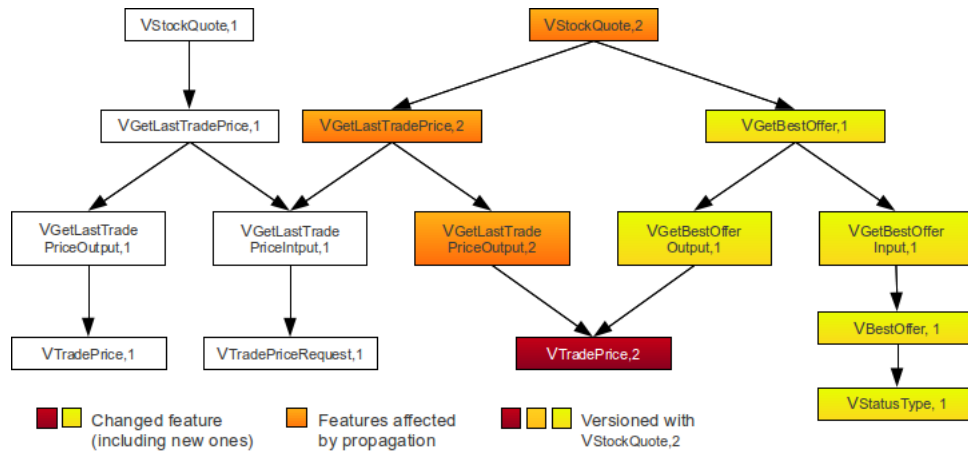 VStockQuote,1
VStockQuote,2
VGetLastTradePrice,1
VGetLastTradePrice,2
VGetBestOffer,1
VGetLastTrade
PriceOutput,1
VGetLastTrade
PriceIntput,1
VGetLastTrade
PriceOutput,2
VGetBestOffer
Output,1
VGetBestOffer
Input,1
VBestOffer, 1
VTradePrice,1
VTradePriceRequest,1
VTradePrice,2
VStatusType, 1
Changed feature
(including new ones)
Features affected
by propagation
Versioned with
VStockQuote,2